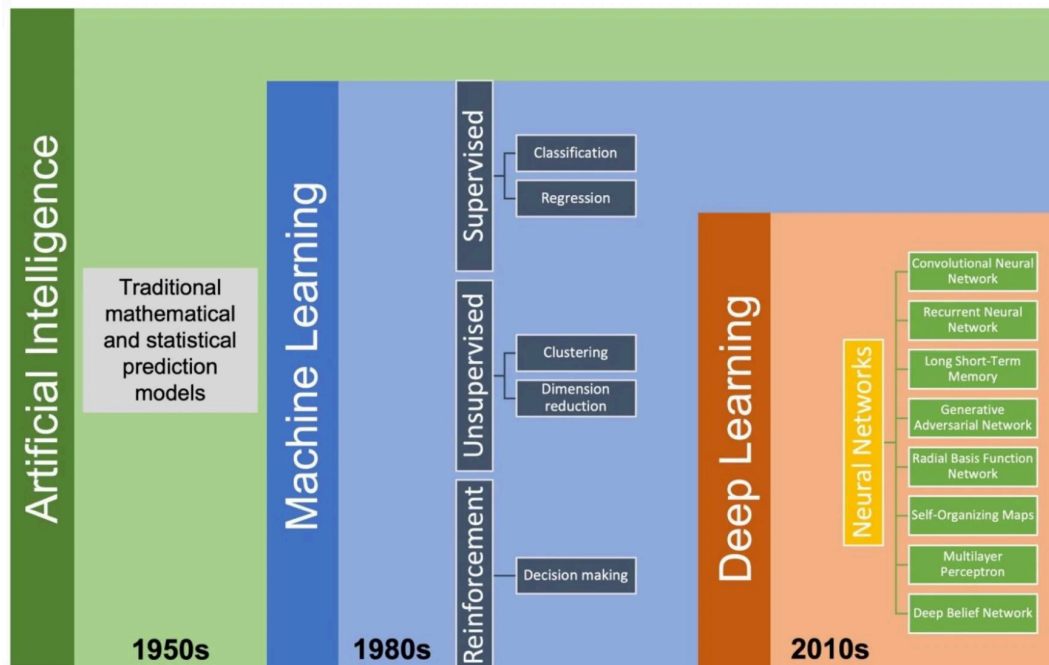 Artificial Intelligence
Traditional
mathematical
and statistical
prediction
models
1950s
Machine Learning
1980s
Supervised
Classification
Regression
Unsupervised
Clustering
Dimension
reduction
Reinforcement
Decision making
Deep Learning
2010s
Neural Networks
Convolutional Neural
Network
Recurrent Neural
Network
Long Short-Term
Memory
Generative
Adversarial Network
Radial Basis Function
Network
Self-Organizing Maps
Multilayer
Perceptron
Deep Belief Network